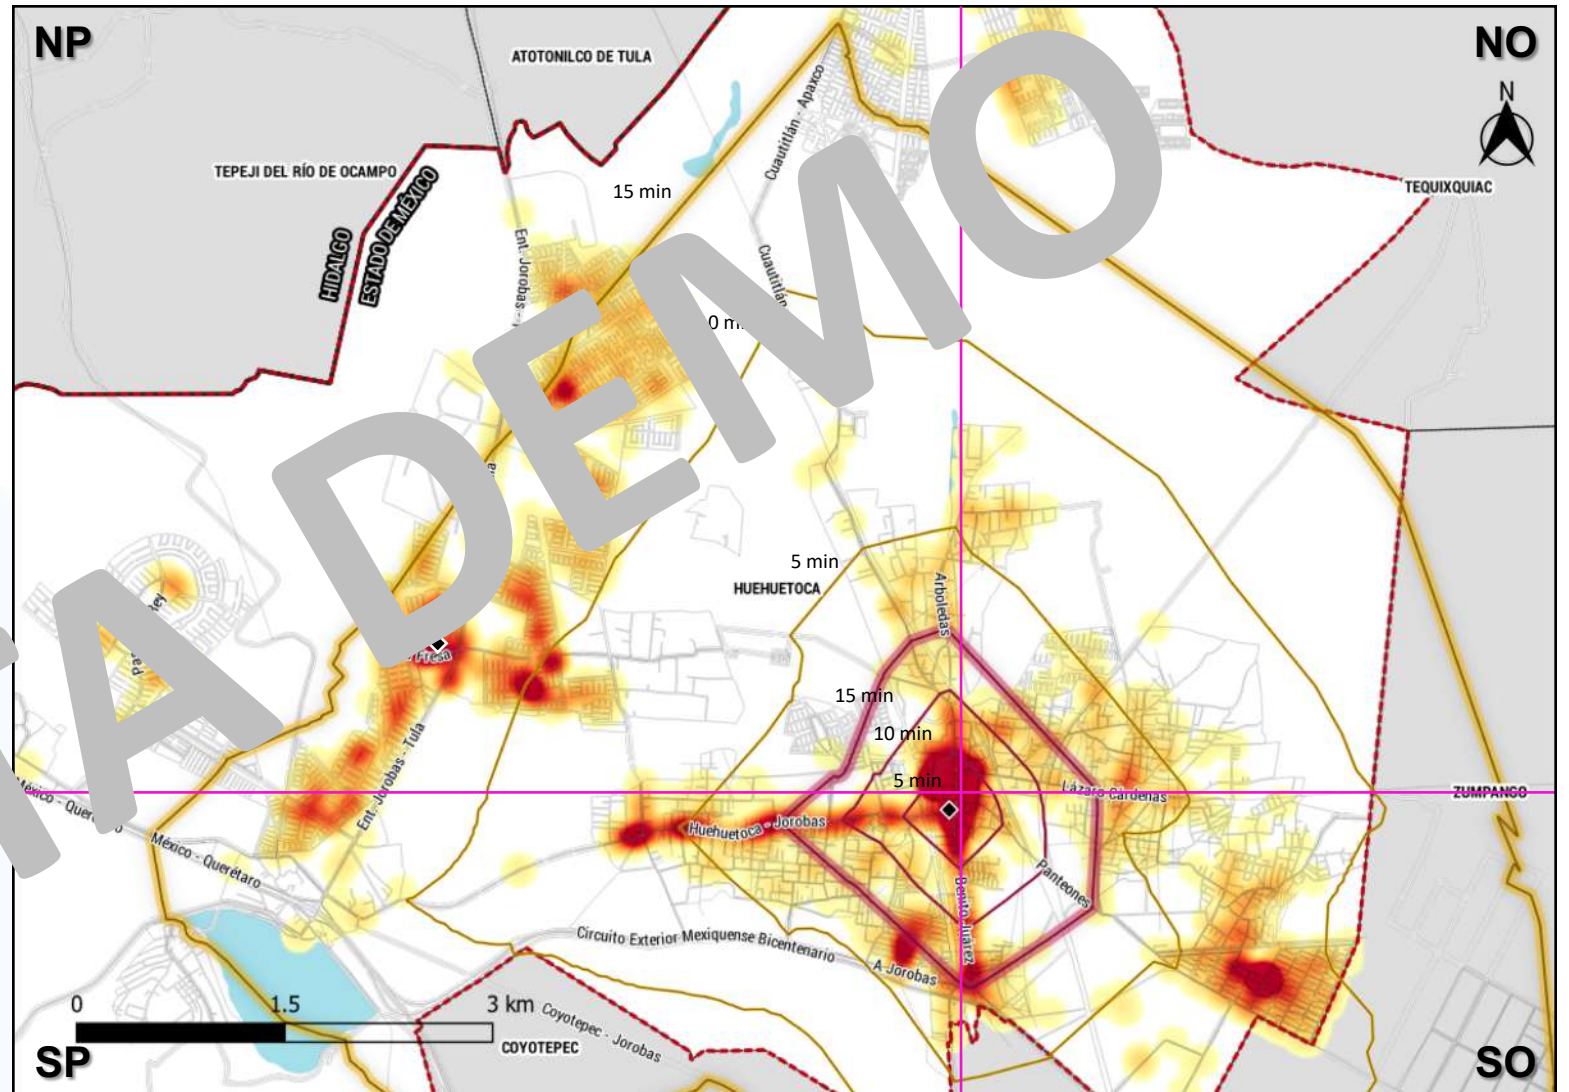 NP
NO
ATOTONILCO DE TULA
N
TEPEJI DEL RÍO DE OCAMPO
TEQUIXQUIAC
HIDALGO
ESTADO DE MÉXICO
15 min
Cuautitlán - Apaxco
Cuautitlán
Ent. Jorobas
5 min
HUEHUETOCA
Arboledas
Fresa
15 min
10 min
5 min
Lázaro Cárdenas
ZUMPANGO
Huehuetoca - Jorobas
Ent. Jorobas - Tula
México - Querétaro
Panteones
Benito Juárez
Circuito Exterior Mexiquense Bicentenario
A Jorobas
0 1.5 3 km
Coyotepec - Jorobas
COYOTEPEC
SP
SO
A DEMO